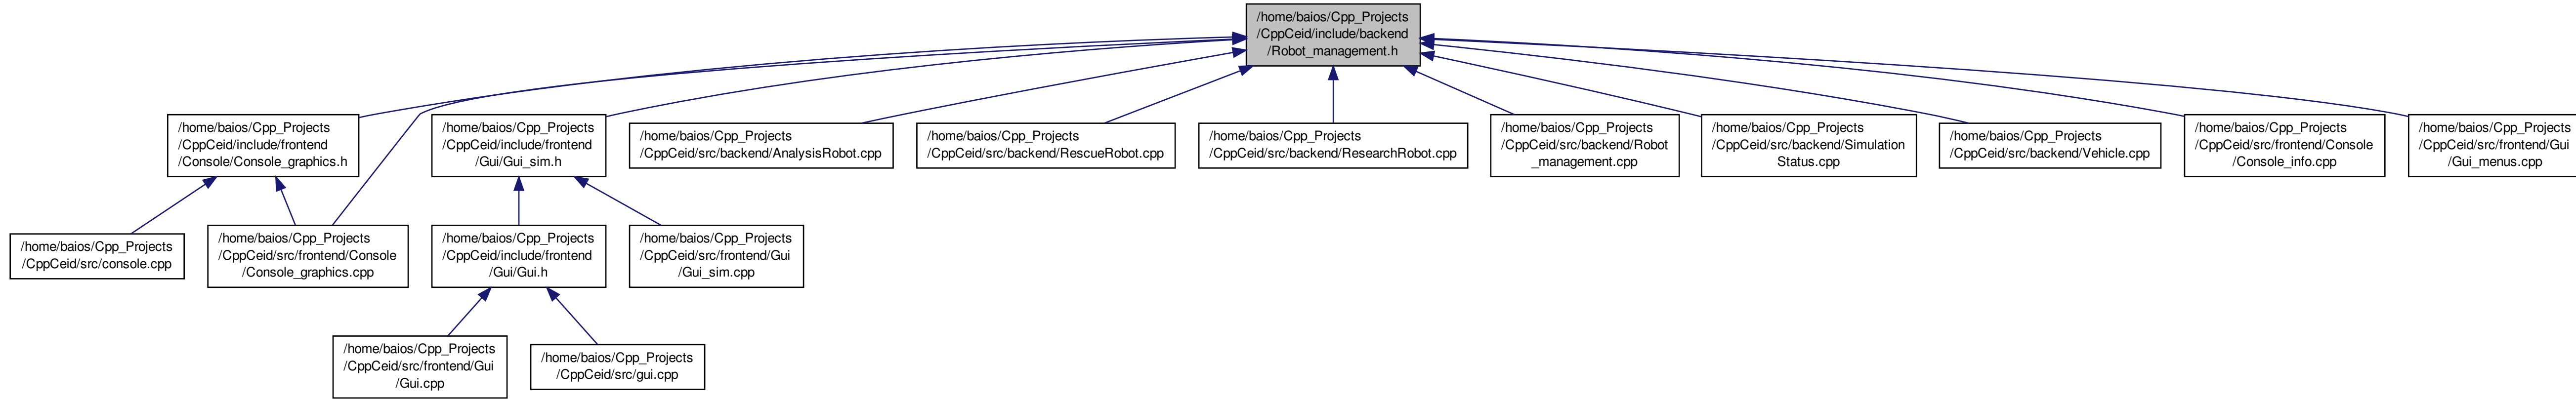 /home/baios/Cpp_Projects
/CppCeid/include/backend
/Robot_management.h
/home/baios/Cpp_Projects
/CppCeid/include/frontend
/Console/Console_graphics.h
/home/baios/Cpp_Projects
/CppCeid/include/frontend
/Gui/Gui_sim.h
/home/baios/Cpp_Projects
/CppCeid/src/backend/AnalysisRobot.cpp
/home/baios/Cpp_Projects
/CppCeid/src/backend/RescueRobot.cpp
/home/baios/Cpp_Projects
/CppCeid/src/backend/ResearchRobot.cpp
/home/baios/Cpp_Projects
/CppCeid/src/backend/Robot
_management.cpp
/home/baios/Cpp_Projects
/CppCeid/src/backend/Simulation
Status.cpp
/home/baios/Cpp_Projects
/CppCeid/src/backend/Vehicle.cpp
/home/baios/Cpp_Projects
/CppCeid/src/frontend/Console
/Console_info.cpp
/home/baios/Cpp_Projects
/CppCeid/src/frontend/Gui
/Gui_menus.cpp
/home/baios/Cpp_Projects
/CppCeid/src/console.cpp
/home/baios/Cpp_Projects
/CppCeid/src/frontend/Console
/Console_graphics.cpp
/home/baios/Cpp_Projects
/CppCeid/include/frontend
/Gui/Gui.h
/home/baios/Cpp_Projects
/CppCeid/src/frontend/Gui
/Gui_sim.cpp
/home/baios/Cpp_Projects
/CppCeid/src/frontend/Gui
/Gui.cpp
/home/baios/Cpp_Projects
/CppCeid/src/gui.cpp